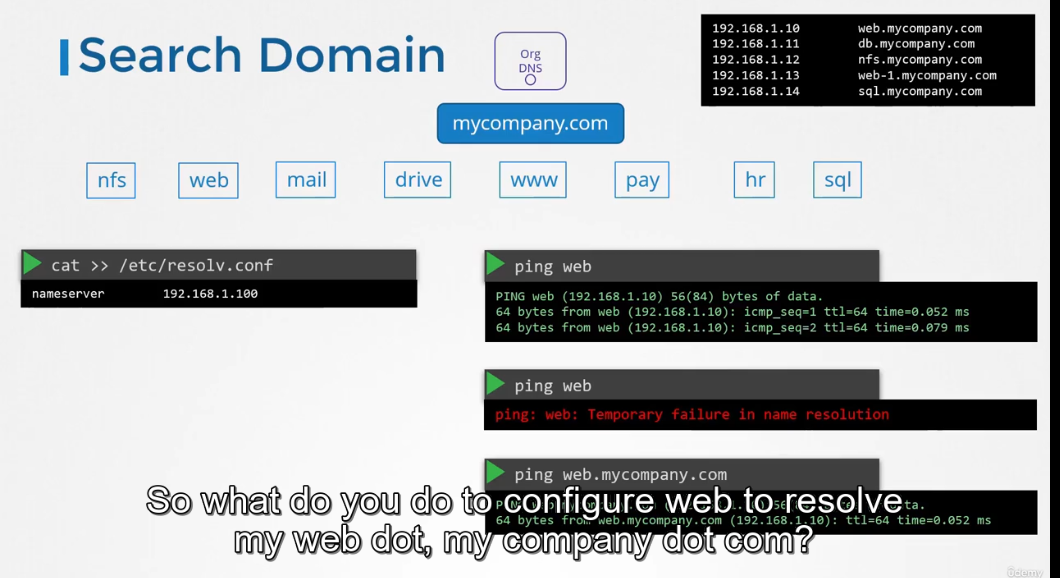 Search Domain
Org
DNS
192.168.1.10 web.mycompany.com
192.168.1.11 db.mycompany.com
192.168.1.12 nfs.mycompany.com
192.168.1.13 web-1.mycompany.com
192.168.1.14 sql.mycompany.com
mycompany.com
nfs web mail drive www pay hr sql
cat >> /etc/resolv.conf
nameserver 192.168.1.100
ping web
PING web (192.168.1.10) 56(84) bytes of data.
64 bytes from web (192.168.1.10): icmp_seq=1 ttl=64 time=0.052 ms
64 bytes from web (192.168.1.10): icmp_seq=2 ttl=64 time=0.079 ms
ping web
ping: web: Temporary failure in name resolution
ping web.mycompany.com
64 bytes from web.mycompany.com (192.168.1.10): ttl=64 time=0.052 ms
So what do you do to configure web to resolve
my web dot, my company dot com?
ûdemy